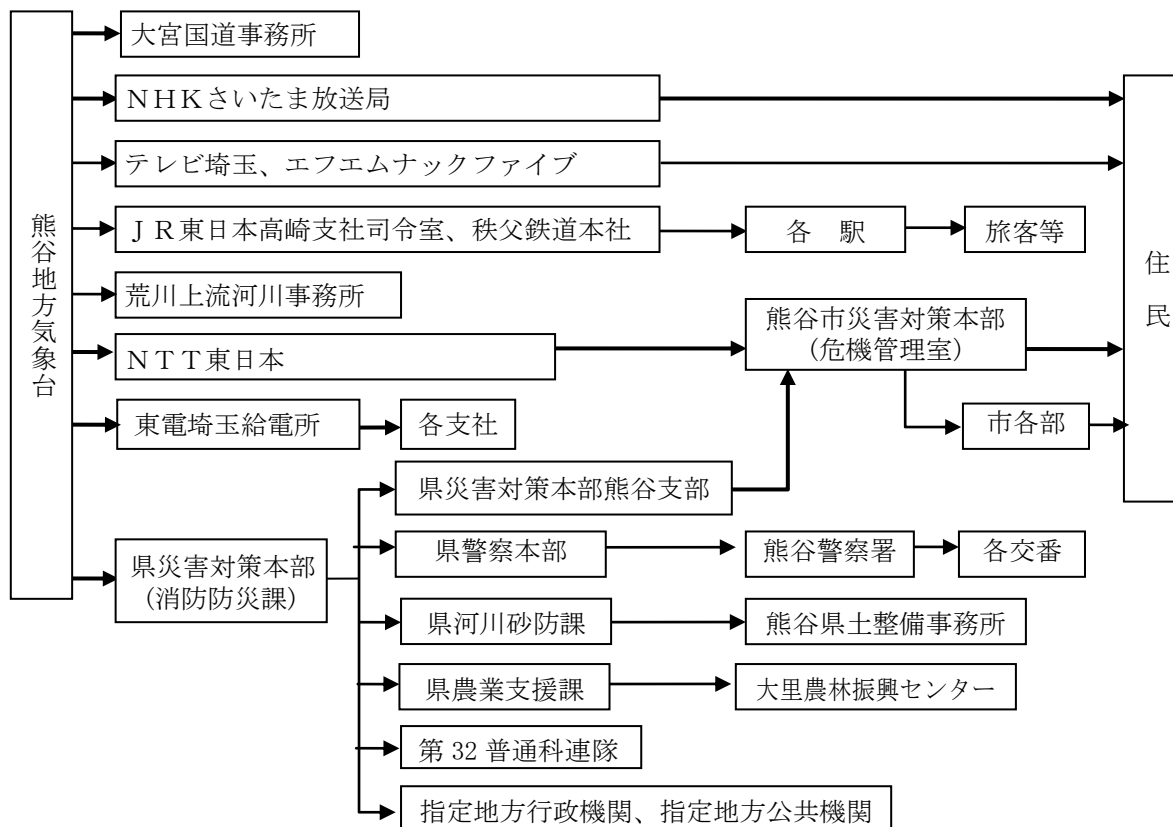 熊谷地方気象台
大宮国道事務所
ＮＨＫさいたま放送局
テレビ埼玉、エフエムナックファイブ
ＪＲ東日本高崎支社司令室、秩父鉄道本社
各　駅
旅客等
荒川上流河川事務所
ＮＴＴ東日本
熊谷市災害対策本部
（危機管理室）
住民
東電埼玉給電所
各支社
市各部
県災害対策本部
（消防防災課）
県災害対策本部熊谷支部
県警察本部
熊谷警察署
各交番
県河川砂防課
熊谷県土整備事務所
県農業支援課
大里農林振興センター
第 32 普通科連隊
指定地方行政機関、指定地方公共機関